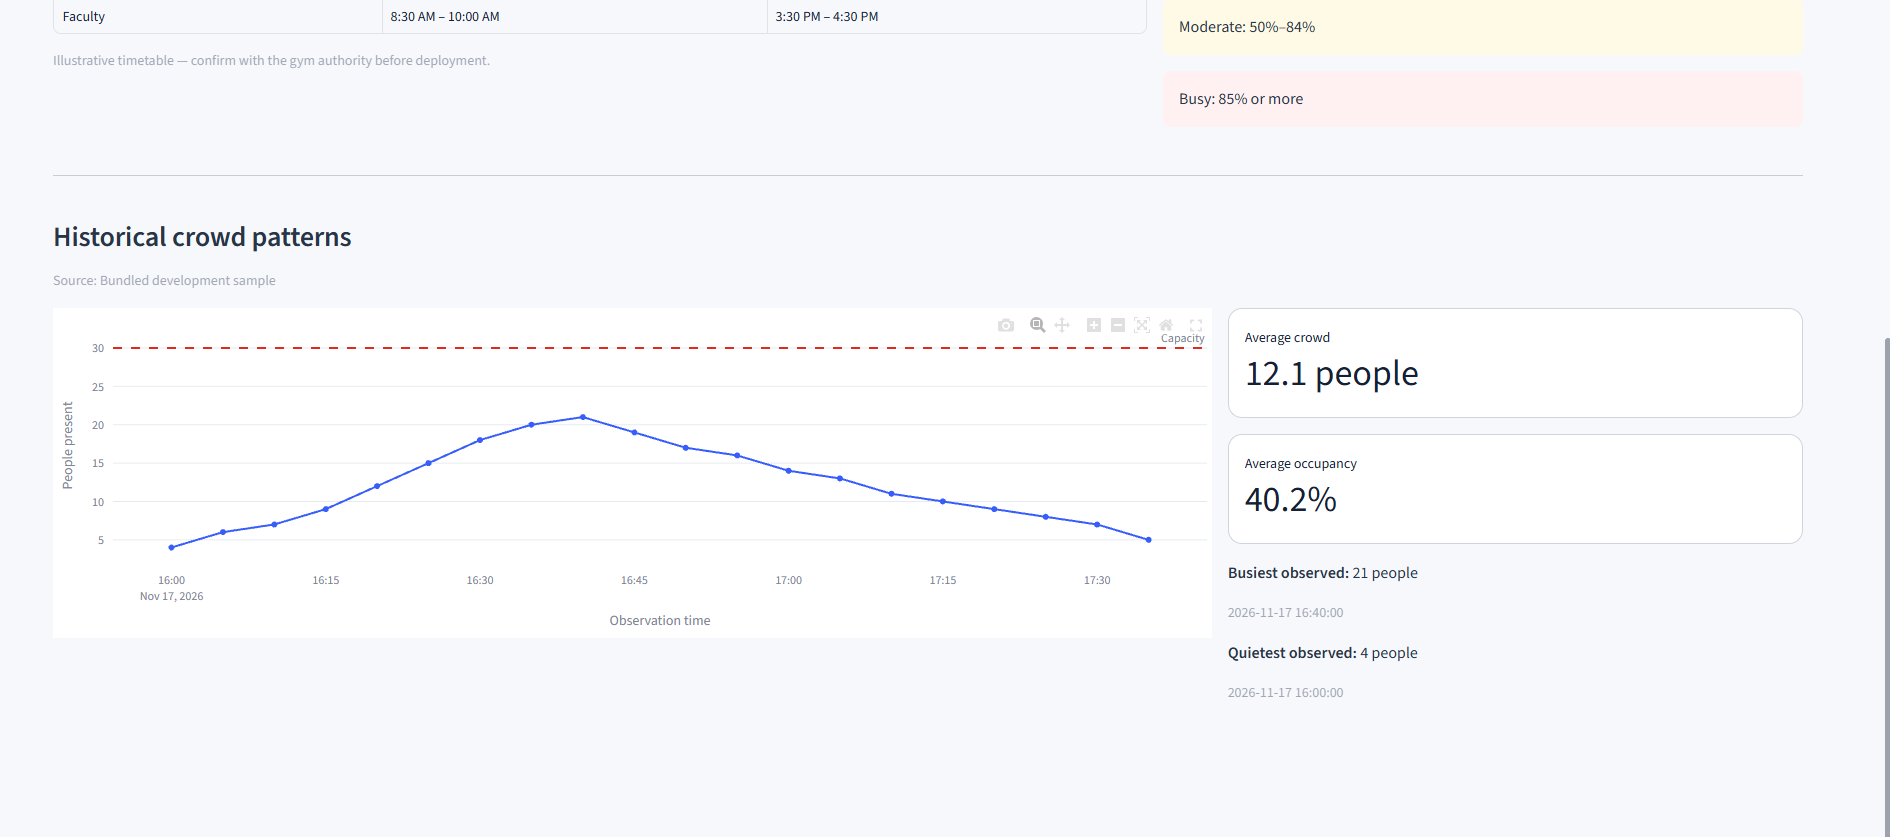 Faculty 8:30 AM – 10:00 AM 3:30 PM – 4:30 PM
Illustrative timetable — confirm with the gym authority before deployment.
Moderate: 50%–84%
Busy: 85% or more
Historical crowd patterns
Source: Bundled development sample
Capacity
30
25
20
15
10
5
People present
16:00 16:15 16:30 16:45 17:00 17:15 17:30
Nov 17, 2026
Observation time
Average crowd
12.1 people
Average occupancy
40.2%
Busiest observed: 21 people
2026-11-17 16:40:00
Quietest observed: 4 people
2026-11-17 16:00:00